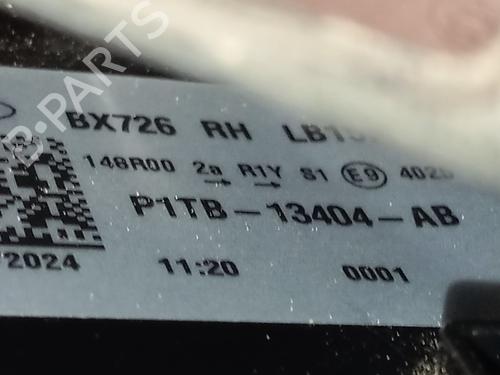 BX726 RH
148R00 2a R1Y S1 E9
P1TB-13404-AB
2024 11:20 0001
B-PARTS